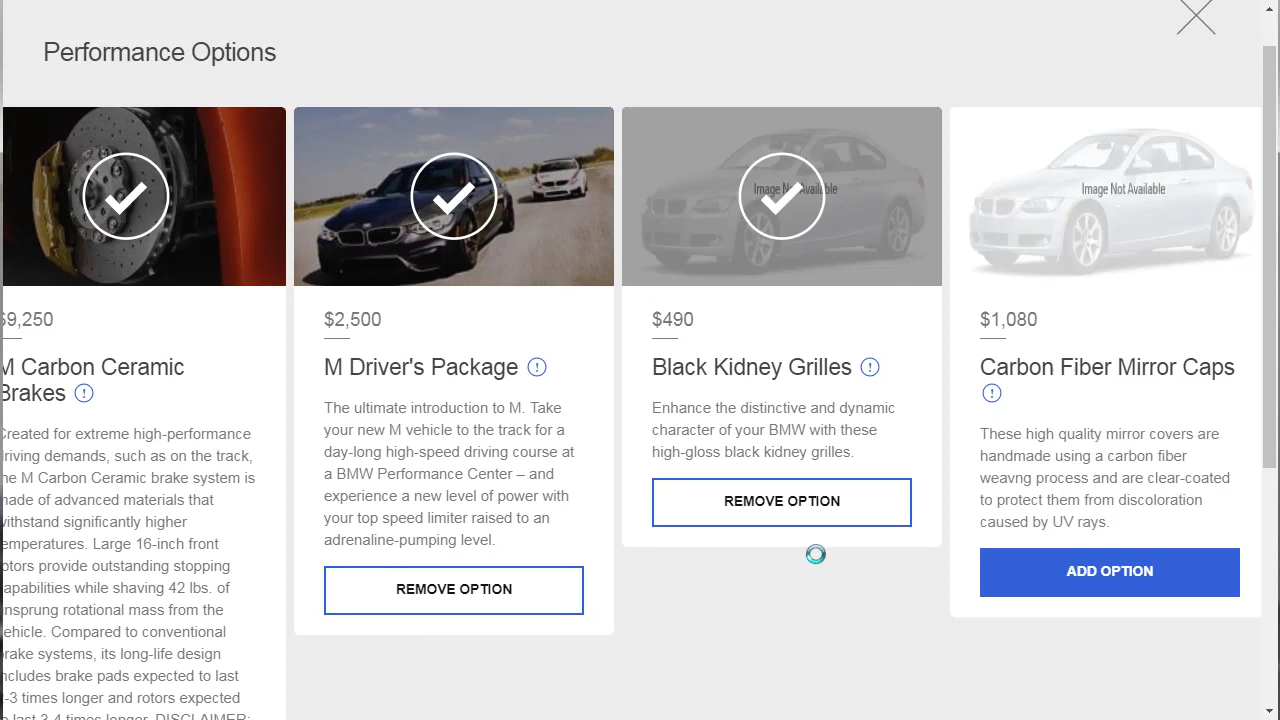 Performance Options
Image Not Available
$9,250
M Carbon Ceramic
Brakes
driving demands, such as on the track,
the M Carbon Ceramic brake system is
made of advanced materials that
withstand significantly higher
temperatures. Large 16-inch front
rotors provide outstanding stopping
capabilities while shaving 42 lbs. of
unsprung rotational mass from the
vehicle. Compared to conventional
brake systems, its long-life design
includes brake pads expected to last
2-3 times longer and rotors expected
to last 3-4 times longer. DISCLAIMER:
$2,500
M Driver's Package
The ultimate introduction to M. Take
your new M vehicle to the track for a
day-long high-speed driving course at
a BMW Performance Center – and
experience a new level of power with
your top speed limiter raised to an
adrenaline-pumping level.
REMOVE OPTION
Image Not Available
$490
Black Kidney Grilles
Enhance the distinctive and dynamic
character of your BMW with these
high-gloss black kidney grilles.
REMOVE OPTION
$1,080
Carbon Fiber Mirror Caps
These high quality mirror covers are
handmade using a carbon fiber
weavng process and are clear-coated
to protect them from discoloration
caused by UV rays.
ADD OPTION